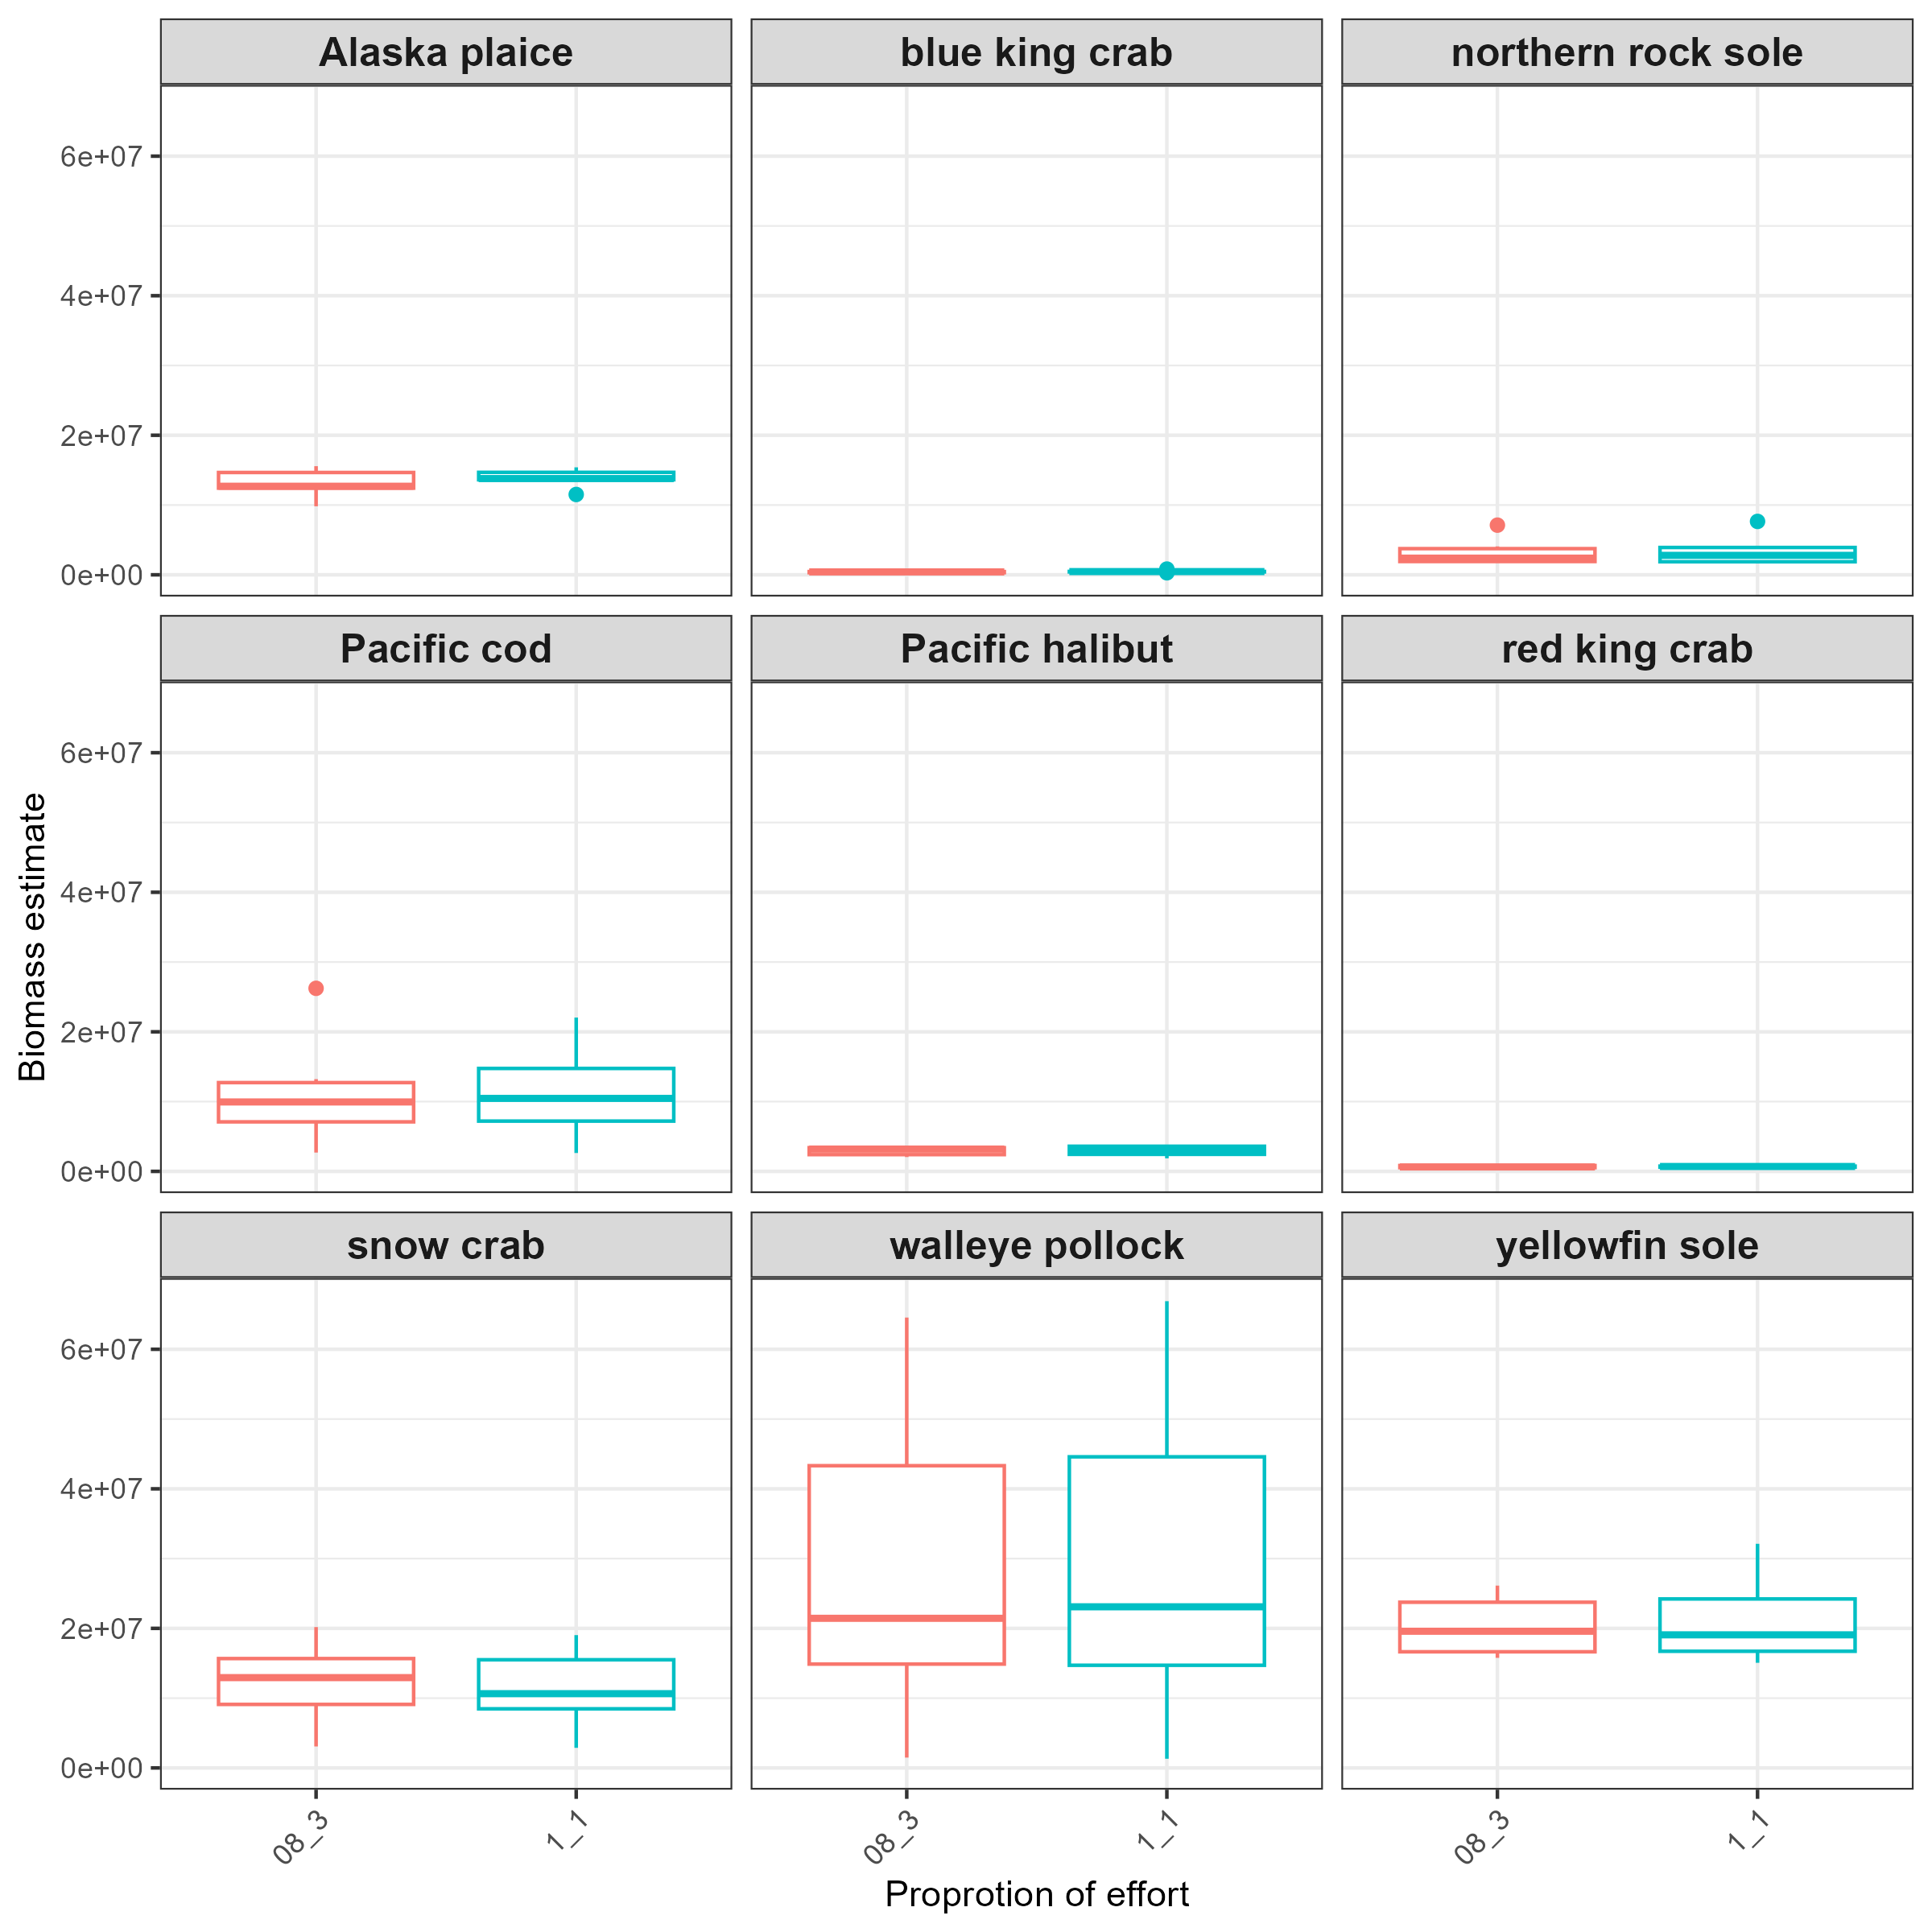 Alaska plaice
blue king crab
northern rock sole
6e+07
4e+07
2e+07
0e+00
Pacific cod
Pacific halibut
red king crab
6e+07
4e+07
2e+07
0e+00
Biomass estimate
snow crab
walleye pollock
yellowfin sole
6e+07
4e+07
2e+07
0e+00
08_3
1_1
08_3
1_1
08_3
1_1
Proprotion of effort